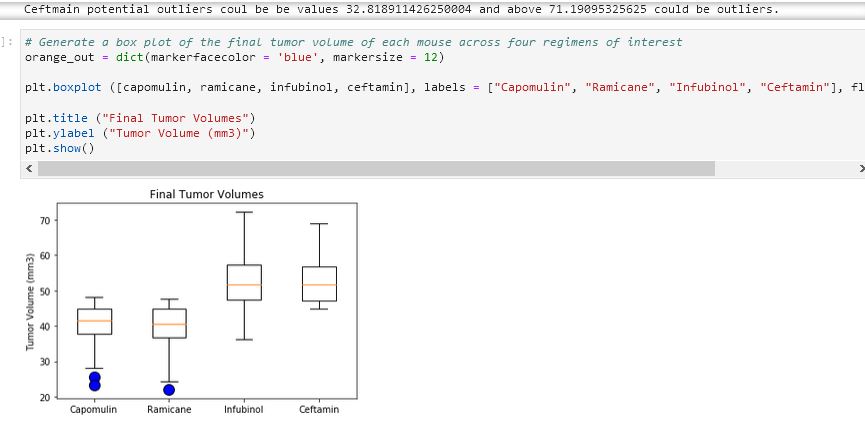 Ceftmain potential outliers coul be be values 32.818911426250004 and above 71.19095325625 could be outliers.
]:
# Generate a box plot of the final tumor volume of each mouse across four regimens of interest
orange_out = dict(markerfacecolor = 'blue', markersize = 12)
plt.boxplot ([capomulin, ramicane, infubinol, ceftamin], labels = ["Capomulin", "Ramicane", "Infubinol", "Ceftamin"], fl
plt.title ("Final Tumor Volumes")
plt.ylabel ("Tumor Volume (mm3)")
plt.show()
Final Tumor Volumes
Tumor Volume (mm3)
70
60
50
40
30
20
Capomulin Ramicane Infubinol Ceftamin